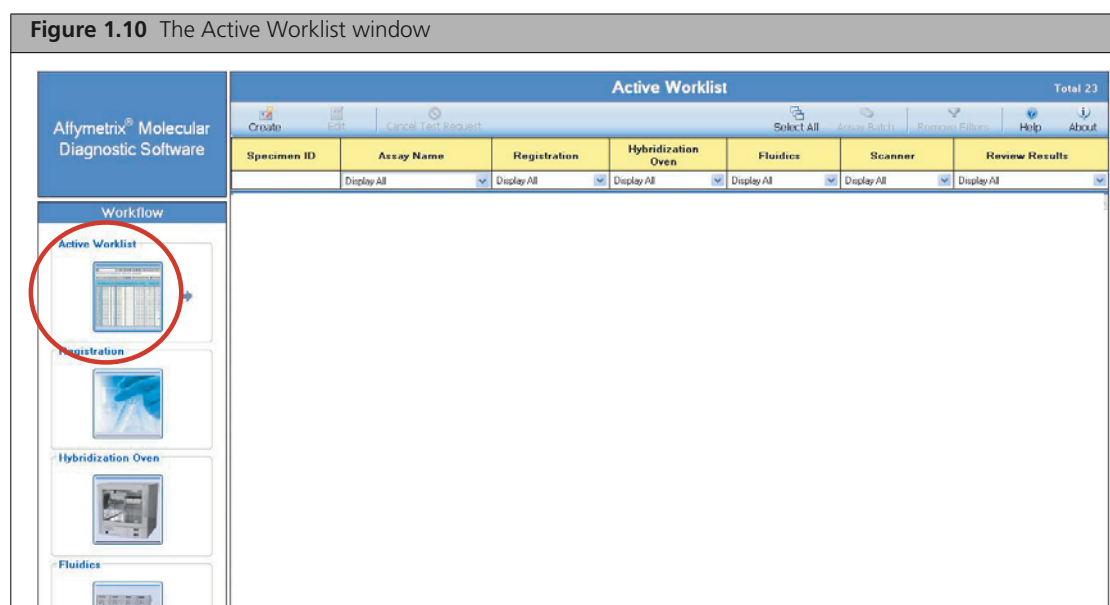 Figure 1.10 The Active Worklist window
Active Worklist
Total 23
Affymetrix® Molecular
Diagnostic Software
Create Edit Cancel Test Request Select All Assay Batch Remove Filters Help About
Specimen ID Assay Name Registration Hybridization Oven Fluidics Scanner Review Results
Display All Display All Display All Display All Display All Display All
Workflow
Active Worklist
Registration
Hybridization Oven
Fluidics